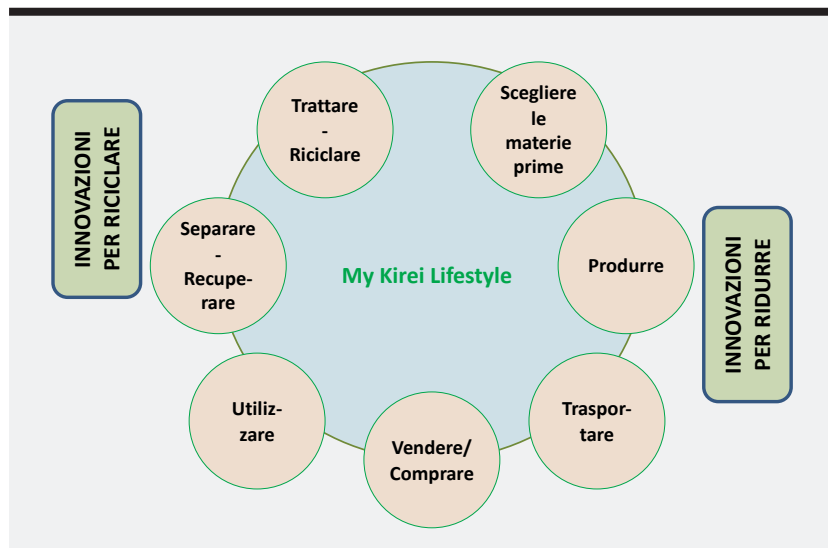 INNOVAZIONI
PER RICICLARE
Trattare
-
Riciclare
Scegliere
le
materie
prime
Separare
-
Recupe-
rare
My Kirei Lifestyle
Produrre
INNOVAZIONI
PER RIDURRE
Utiliz-
zare
Vendere/
Comprare
Traspor-
tare